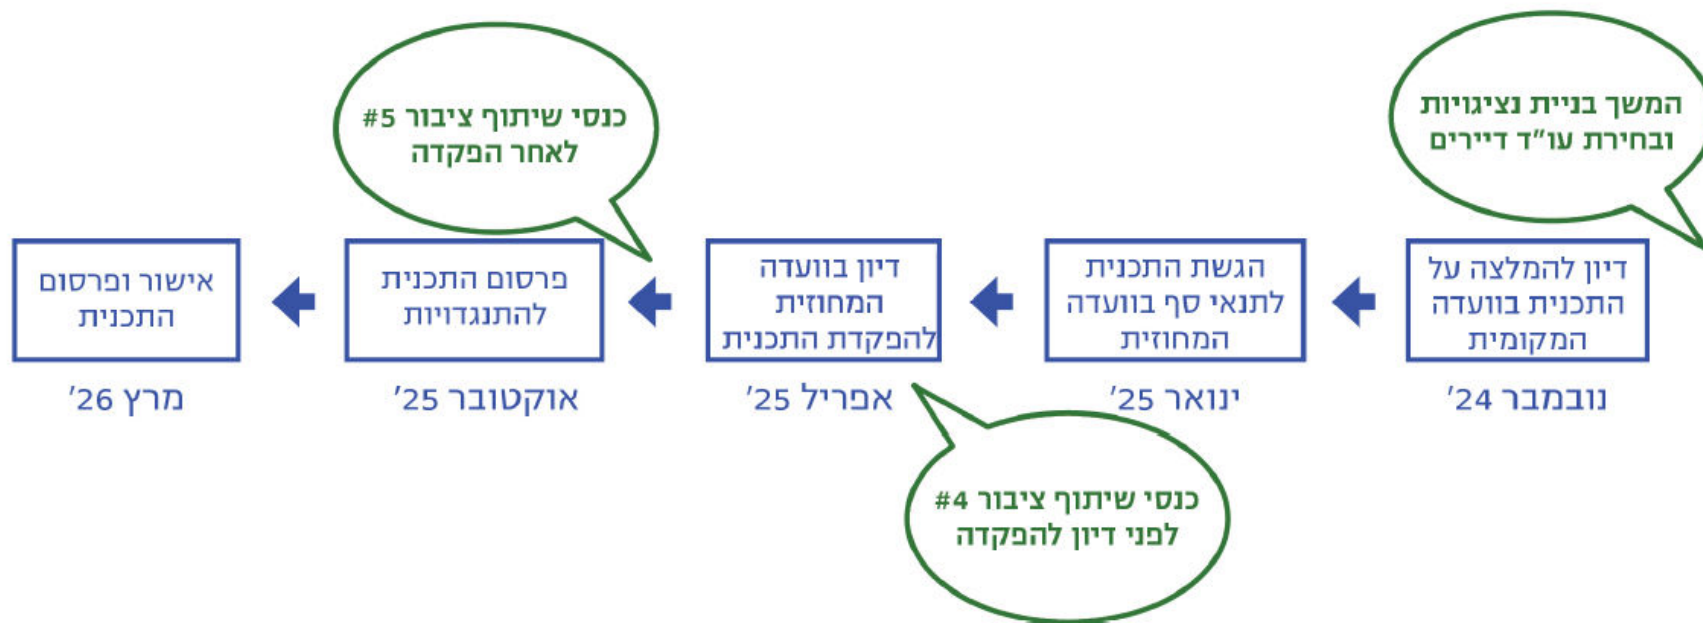 המשך בניית נציגויות
ובחירת עו"ד דיירים
דיון להמלצה על
התכנית בוועדה
המקומית
נובמבר 24'
הגשת התכנית
לתנאי סף בוועדה
המחוזית
ינואר 25'
דיון בוועדה
המחוזית
להפקדת התכנית
אפריל 25'
כנסי שיתוף ציבור 4#
לפני דיון להפקדה
כנסי שיתוף ציבור 5#
לאחר הפקדה
פרסום התכנית
להתנגדויות
אוקטובר 25'
אישור ופרסום
התכנית
מרץ 26'